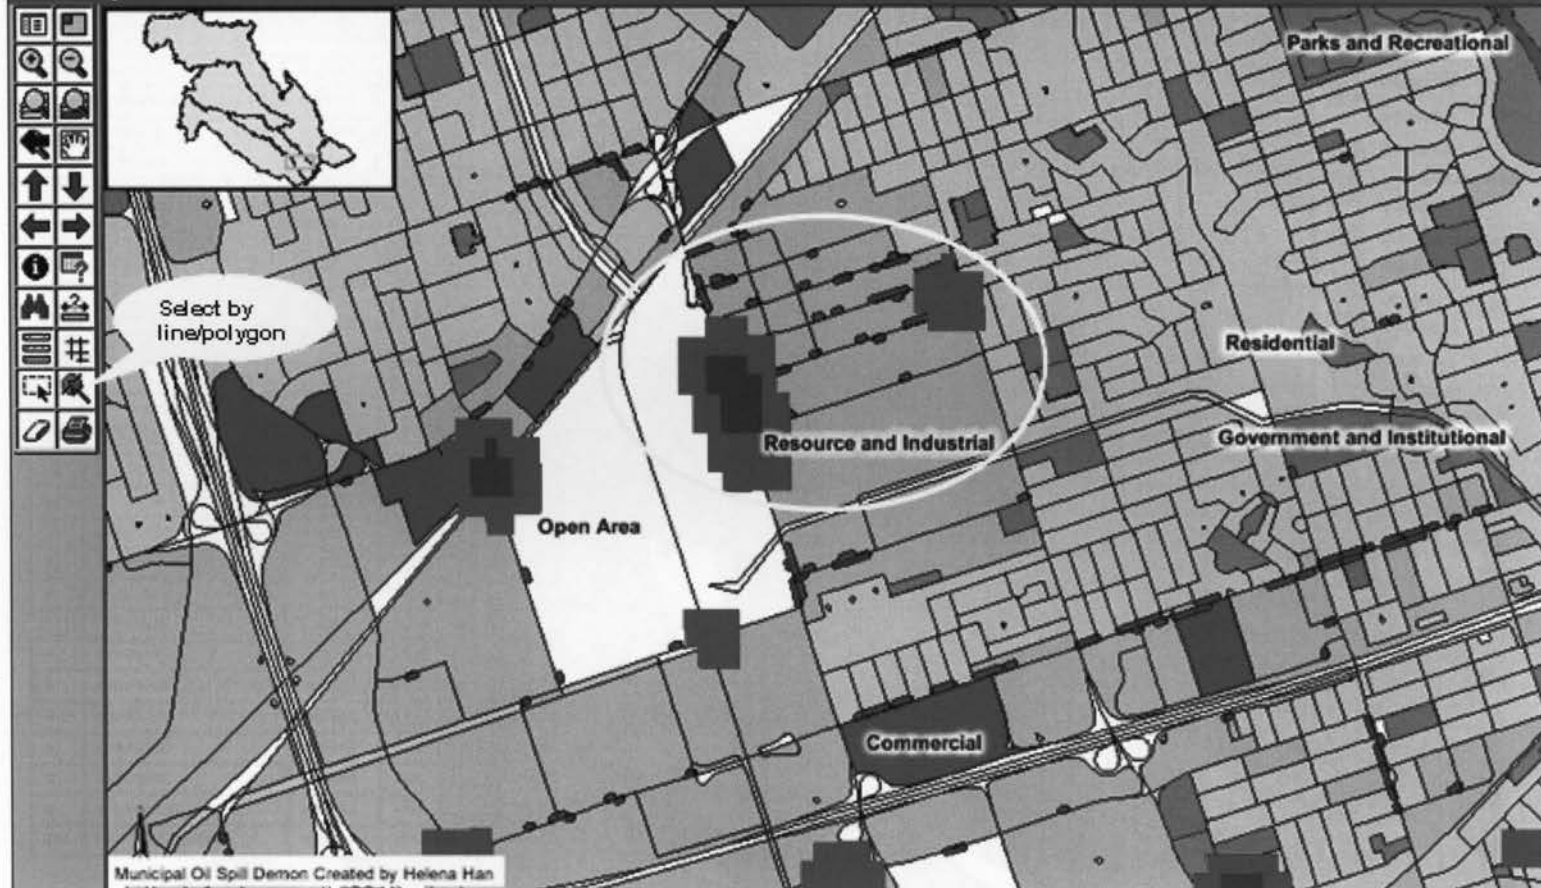 Parks and Recreational
Select by
line/polygon
Residential
Government and Institutional
Resource and Industrial
Open Area
Commercial
Municipal Oil Spill Demon Created by Helena Han